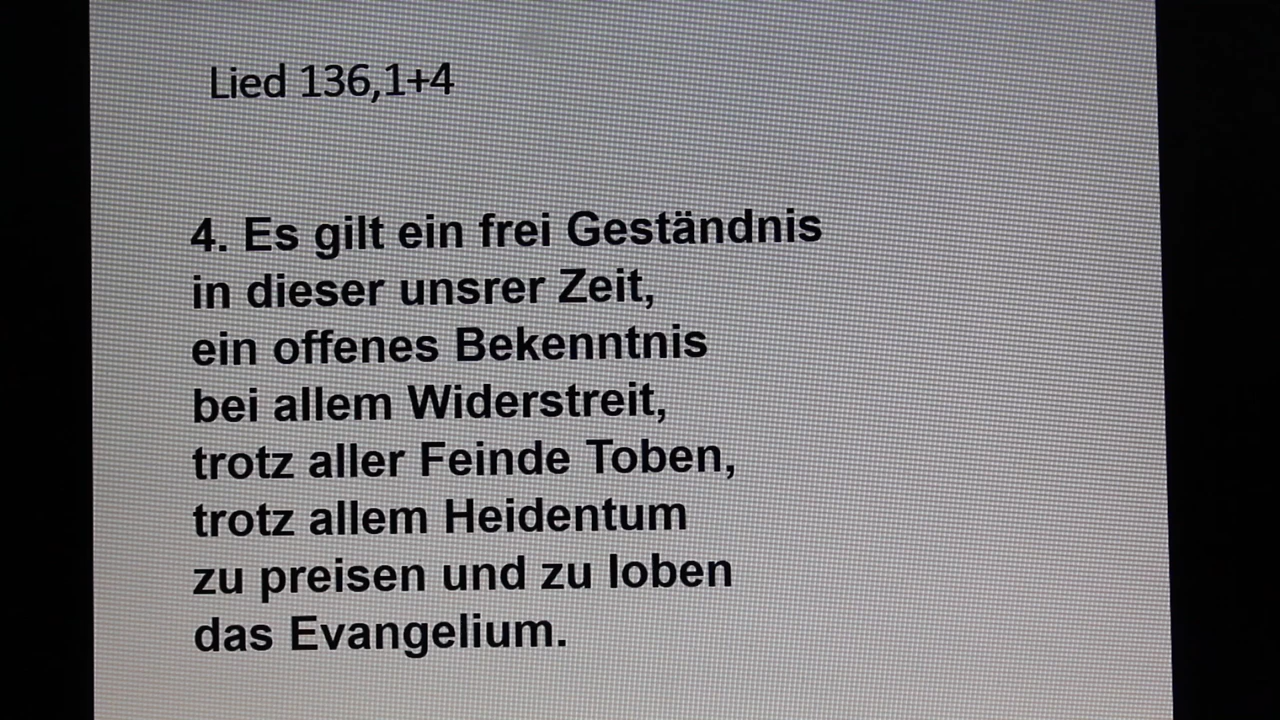 Lied 136,1+4
4. Es gilt ein frei Geständnis
in dieser unsrer Zeit,
ein offenes Bekenntnis
bei allem Widerstreit,
trotz aller Feinde Toben,
trotz allem Heidentum
zu preisen und zu loben
das Evangelium.